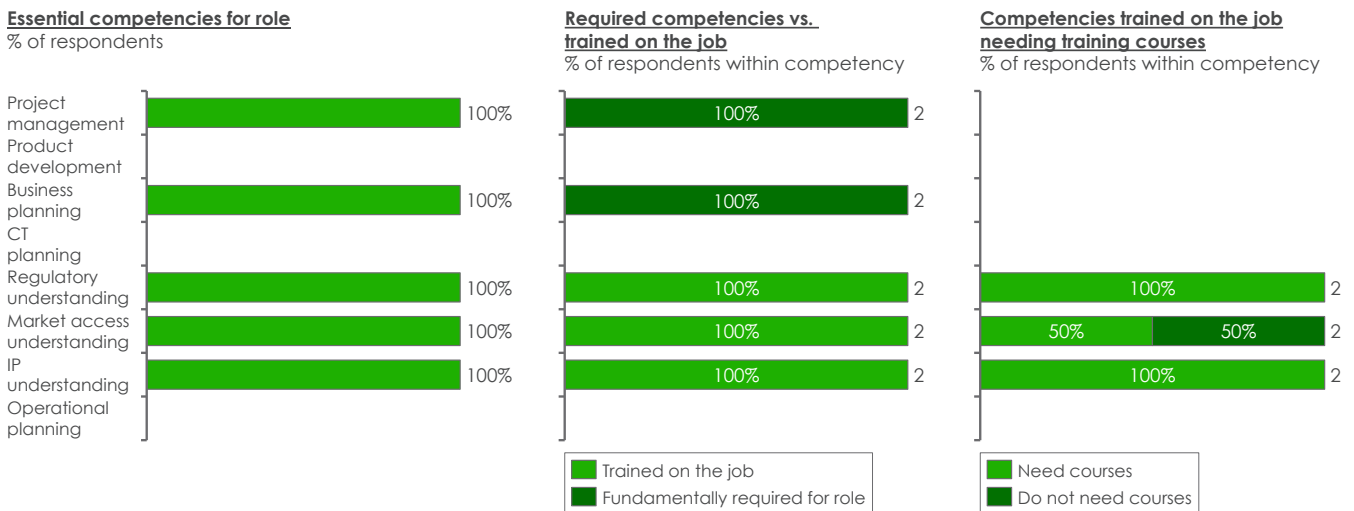 Essential competencies for role
% of respondents
Required competencies vs.
trained on the job
% of respondents within competency
Competencies trained on the job
needing training courses
% of respondents within competency
Project
management
100%
100%
2
Product
development
Business
planning
100%
100%
2
CT
planning
Regulatory
understanding
100%
100%
2
100%
2
Market access
understanding
100%
100%
2
50%
50%
2
IP
understanding
100%
100%
2
100%
2
Operational
planning
Trained on the job
Fundamentally required for role
Need courses
Do not need courses